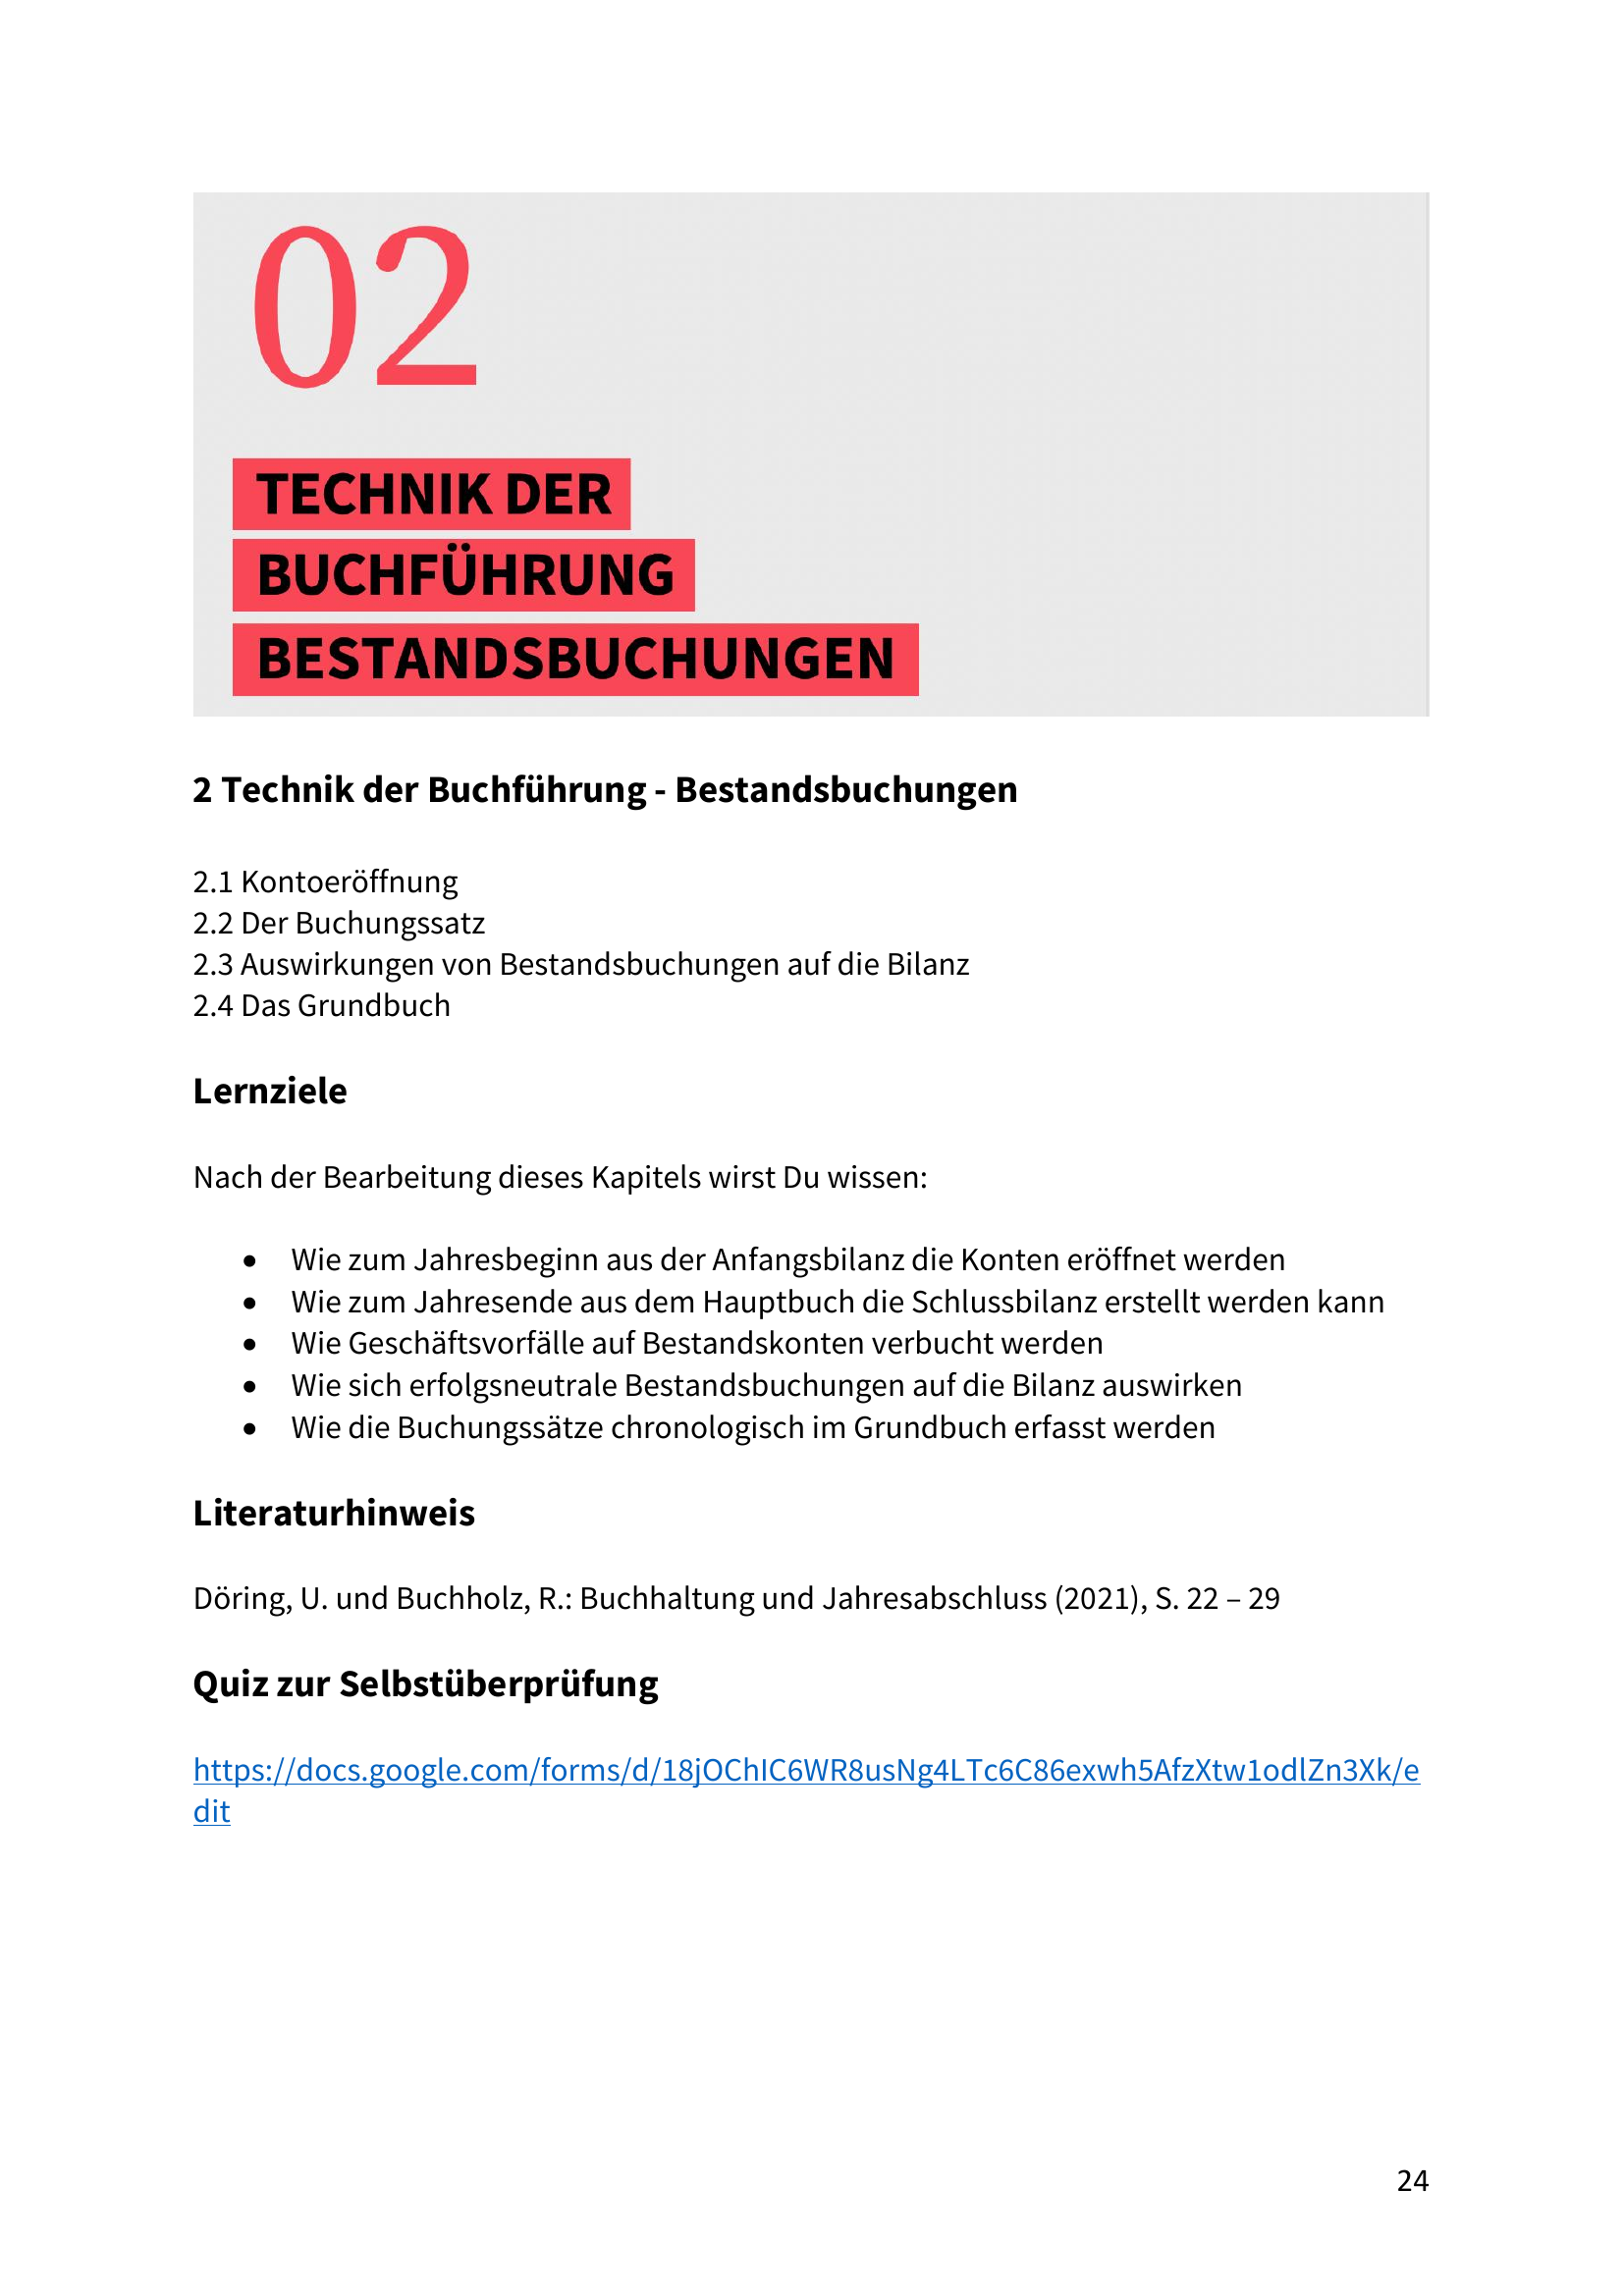 02
TECHNIK DER
BUCHFÜHRUNG
BESTANDSBUCHUNGEN
2 Technik der Buchführung - Bestandsbuchungen
2.1 Kontoeröffnung
2.2 Der Buchungssatz
2.3 Auswirkungen von Bestandsbuchungen auf die Bilanz
2.4 Das Grundbuch
Lernziele
Nach der Bearbeitung dieses Kapitels wirst Du wissen:
• Wie zum Jahresbeginn aus der Anfangsbilanz die Konten eröffnet werden
• Wie zum Jahresende aus dem Hauptbuch die Schlussbilanz erstellt werden kann
• Wie Geschäftsvorfälle auf Bestandskonten verbucht werden
• Wie sich erfolgsneutrale Bestandsbuchungen auf die Bilanz auswirken
• Wie die Buchungssätze chronologisch im Grundbuch erfasst werden
Literaturhinweis
Döring, U. und Buchholz, R.: Buchhaltung und Jahresabschluss (2021), S. 22 – 29
Quiz zur Selbstüberprüfung
https://docs.google.com/forms/d/18jOChIC6WR8usNg4LTc6C86exwh5AfzXtw1odlZn3Xk/e
dit
24